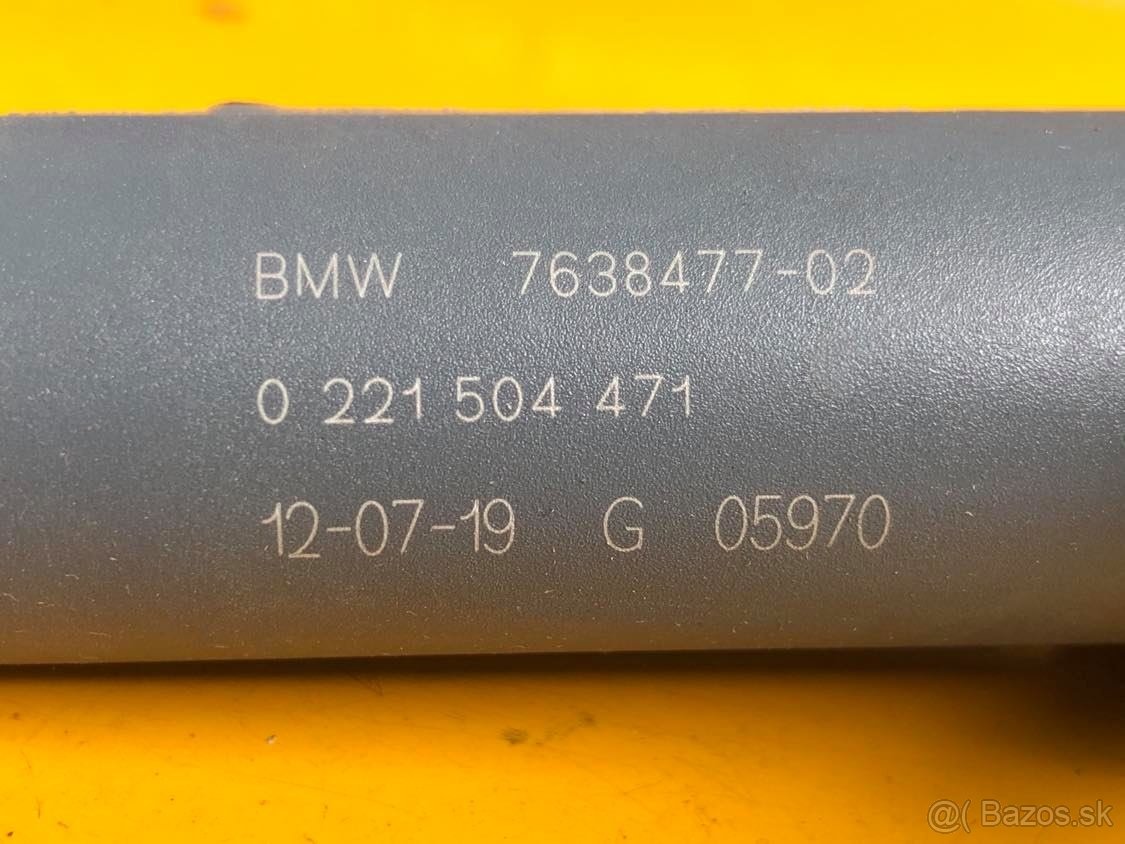 BMW 7638477-02
0 221 504 471
12-07-19 G 05970
@( Bazos.sk